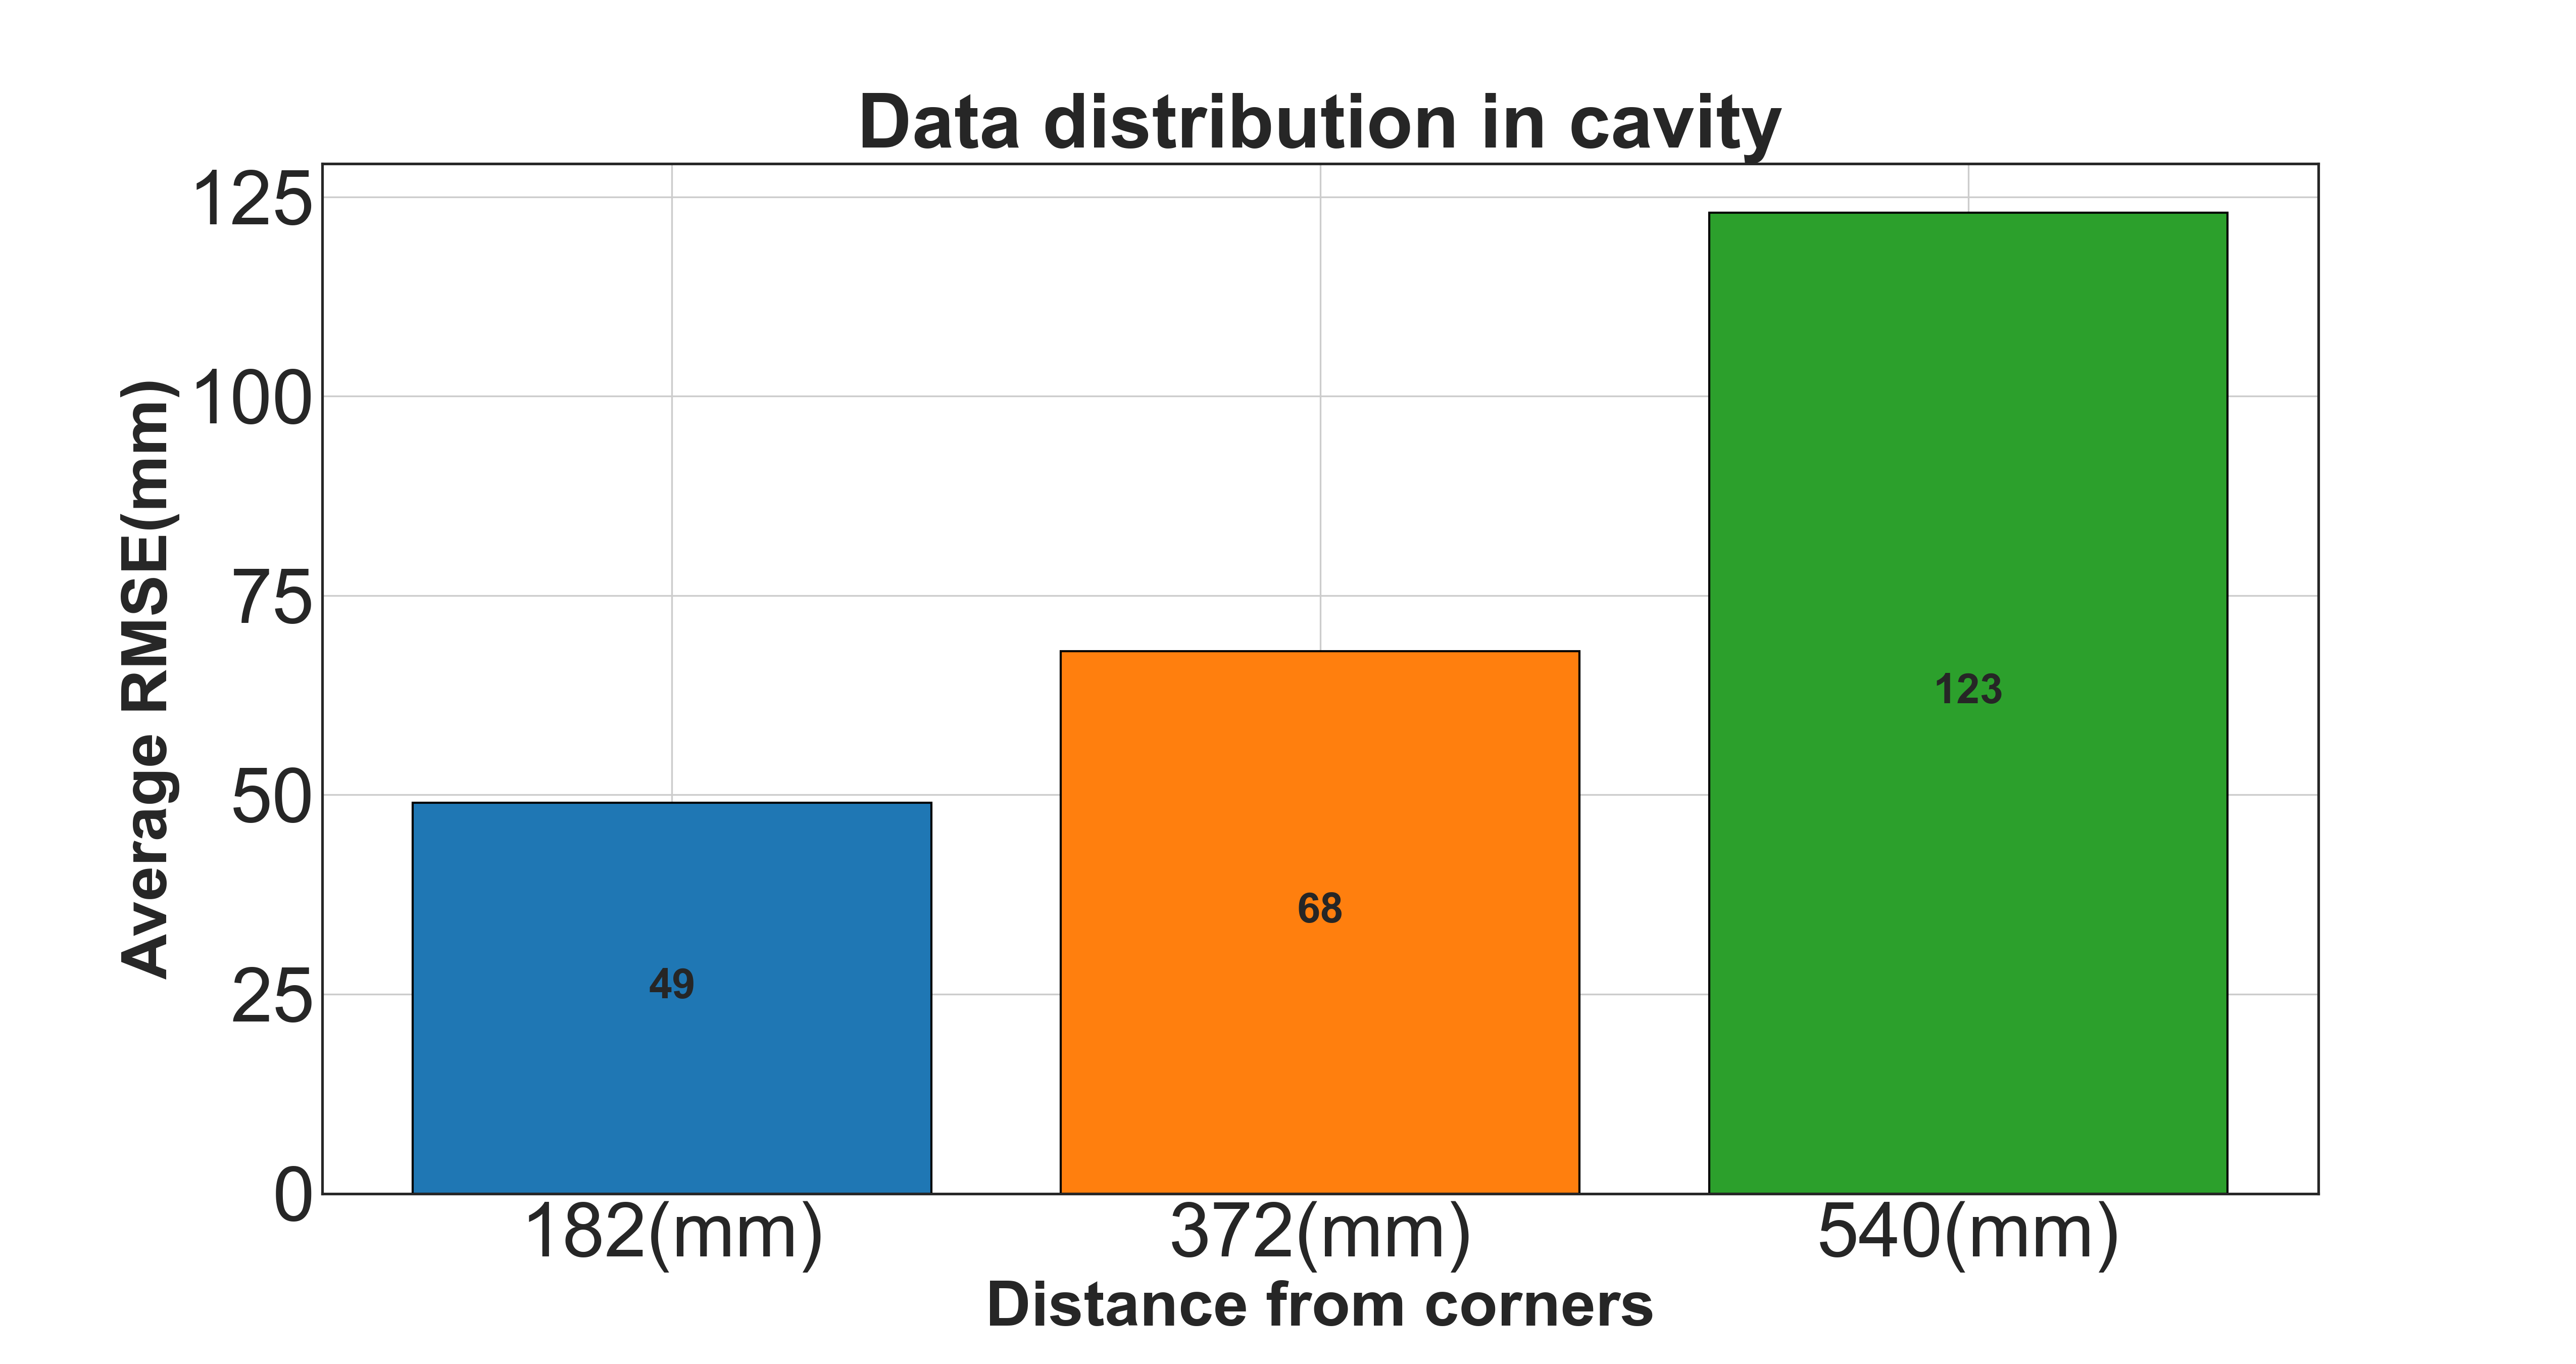 Data distribution in cavity
Average RMSE(mm)
125
100
75
50
25
0
49
68
123
182(mm)
372(mm)
540(mm)
Distance from corners